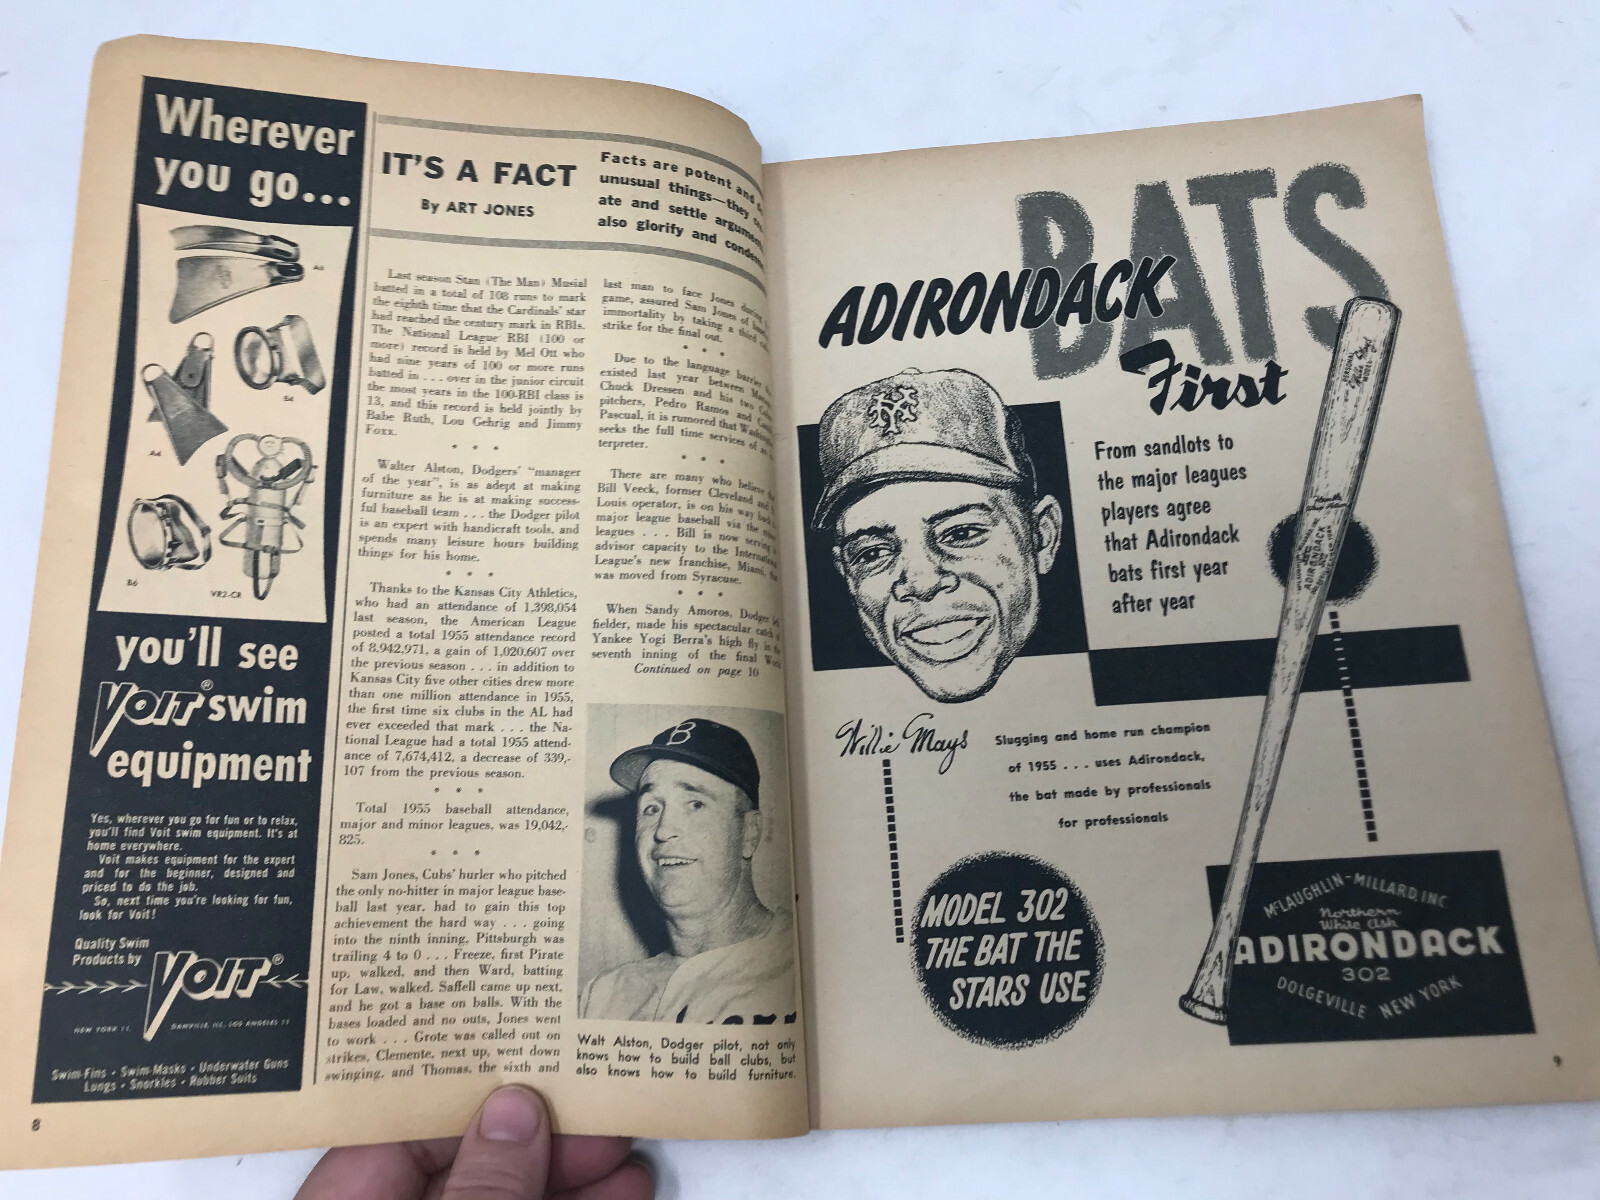 Wherever
you go...
A6
B4
A4
B6
VR2-CR
you'll see
VOIT® swim
equipment
Yes, wherever you go for fun or to relax,
you'll find Voit swim equipment. It's at
home everywhere.
Voit makes equipment for the expert
and for the beginner, designed and
priced to do the job.
So, next time you're looking for fun,
look for Voit!
Quality Swim
Products by
VOIT®
NEW YORK 11, DANVILLE, ILL, LOS ANGELES 11
Swim-Fins • Swim-Masks • Underwater Guns
Lungs • Snorkles • Rubber Suits
8
IT'S A FACT
By ART JONES
Facts are potent and
unusual things—they
ate and settle
also glorify and
Last season Stan (The Man) Musial
batted in a total of 108 runs to mark
the eighth time that the Cardinals' star
had reached the century mark in RBIs.
The National League RBI (100 or
more) record is held by Mel Ott who
had nine years of 100 or more runs
batted in . . . over in the junior circuit
the most years in the 100-RBI class is
13, and this record is held jointly by
Babe Ruth, Lou Gehrig and Jimmy
Foxx.
* * *
Walter Alston, Dodgers' "manager
of the year", is as adept at making
furniture as he is at making success-
ful baseball team . . . the Dodger pilot
is an expert with handicraft tools, and
spends many leisure hours building
things for his home.
* * *
Thanks to the Kansas City Athletics,
who had an attendance of 1,398,054
last season, the American League
posted a total 1955 attendance record
of 8,942,971, a gain of 1,020,607 over
the previous season . . . in addition to
Kansas City five other cities drew more
than one million attendance in 1955,
the first time six clubs in the AL had
ever exceeded that mark . . . the Na-
tional League had a total 1955 attend-
ance of 7,674,412, a decrease of 339,-
107 from the previous season.
* * *
Total 1955 baseball attendance,
major and minor leagues, was 19,042,-
825.
* * *
Sam Jones, Cubs' hurler who pitched
the only no-hitter in major league base-
ball last year, had to gain this top
achievement the hard way . . . going
into the ninth inning, Pittsburgh was
trailing 4 to 0 . . . Freeze, first Pirate
up, walked, and then Ward, batting
for Law, walked. Saffell came up next,
and he got a base on balls. With the
bases loaded and no outs, Jones went
to work . . . Grote was called out on
strikes, Clemente, next up, went down
swinging, and Thomas, the sixth and
last man to face Jones during
game, assured Sam Jones of
immortality by taking a third
strike for the final out.
* * *
Due to the language barrier
existed last year between
Chuck Dressen and his two
pitchers, Pedro Ramos and
Pascual, it is rumored that
seeks the full time services of
terpreter.
* * *
There are many who believe
Bill Veeck, former Cleveland and
Louis operator, is on his way back
major league baseball via the
leagues . . . Bill is now serving
advisor capacity to the
League's new franchise, Miami,
was moved from Syracuse.
* * *
When Sandy Amoros, Dodger
fielder, made his spectacular catch
Yankee Yogi Berra's high fly in the
seventh inning of the final
Continued on page 10
B
Walt Alston, Dodger pilot, not only
knows how to build ball clubs, but
also knows how to build furniture.
BATS
ADIRONDACK
First
NY
From sandlots to
the major leagues
players agree
that Adirondack
bats first year
after year
ADIRONDACK
Willie Mays
Slugging and home run champion
of 1955 . . . uses Adirondack,
the bat made by professionals
for professionals
MODEL 302
THE BAT THE
STARS USE
McLAUGHLIN-MILLARD, INC
Northern
White Ash
ADIRONDACK
302
DOLGEVILLE NEW YORK
9